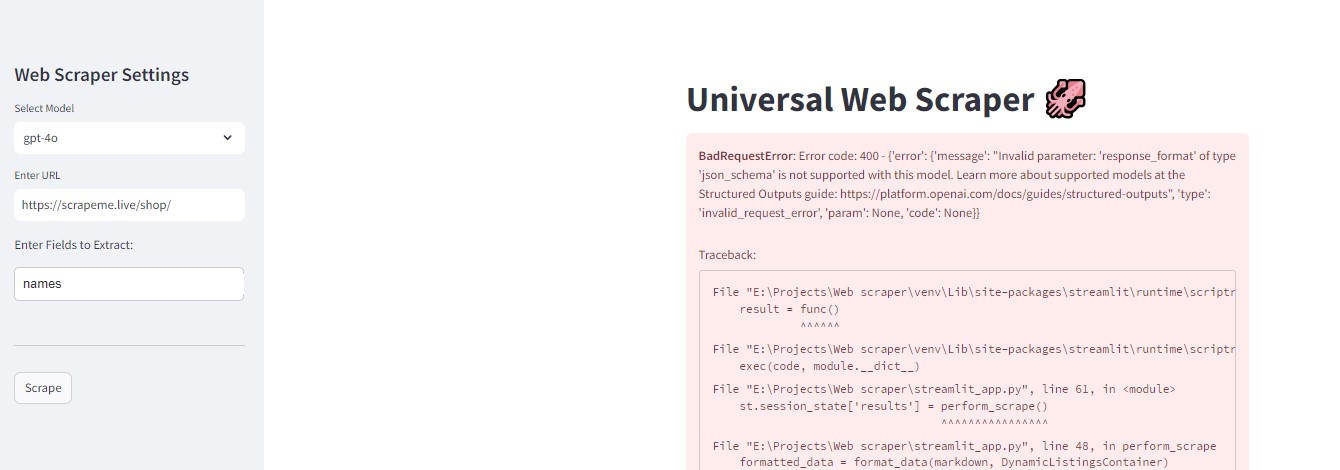 Web Scraper Settings
Select Model
gpt-4o
Enter URL
https://scrapeme.live/shop/
Enter Fields to Extract:
names
Scrape
Universal Web Scraper
BadRequestError: Error code: 400 - {'error': {'message': "Invalid parameter: 'response_format' of type
'json_schema' is not supported with this model. Learn more about supported models at the
Structured Outputs guide: https://platform.openai.com/docs/guides/structured-outputs", 'type':
'invalid_request_error', 'param': None, 'code': None}}
Traceback:
File "E:\Projects\Web scraper\venv\Lib\site-packages\streamlit\runtime\scriptr
result = func()
^^^^^^
File "E:\Projects\Web scraper\venv\Lib\site-packages\streamlit\runtime\scriptr
exec(code, module.__dict__)
File "E:\Projects\Web scraper\streamlit_app.py", line 61, in <module>
st.session_state['results'] = perform_scrape()
^^^^^^^^^^^^^^^^
File "E:\Projects\Web scraper\streamlit_app.py", line 48, in perform_scrape
formatted_data = format_data(markdown, DynamicListingsContainer)